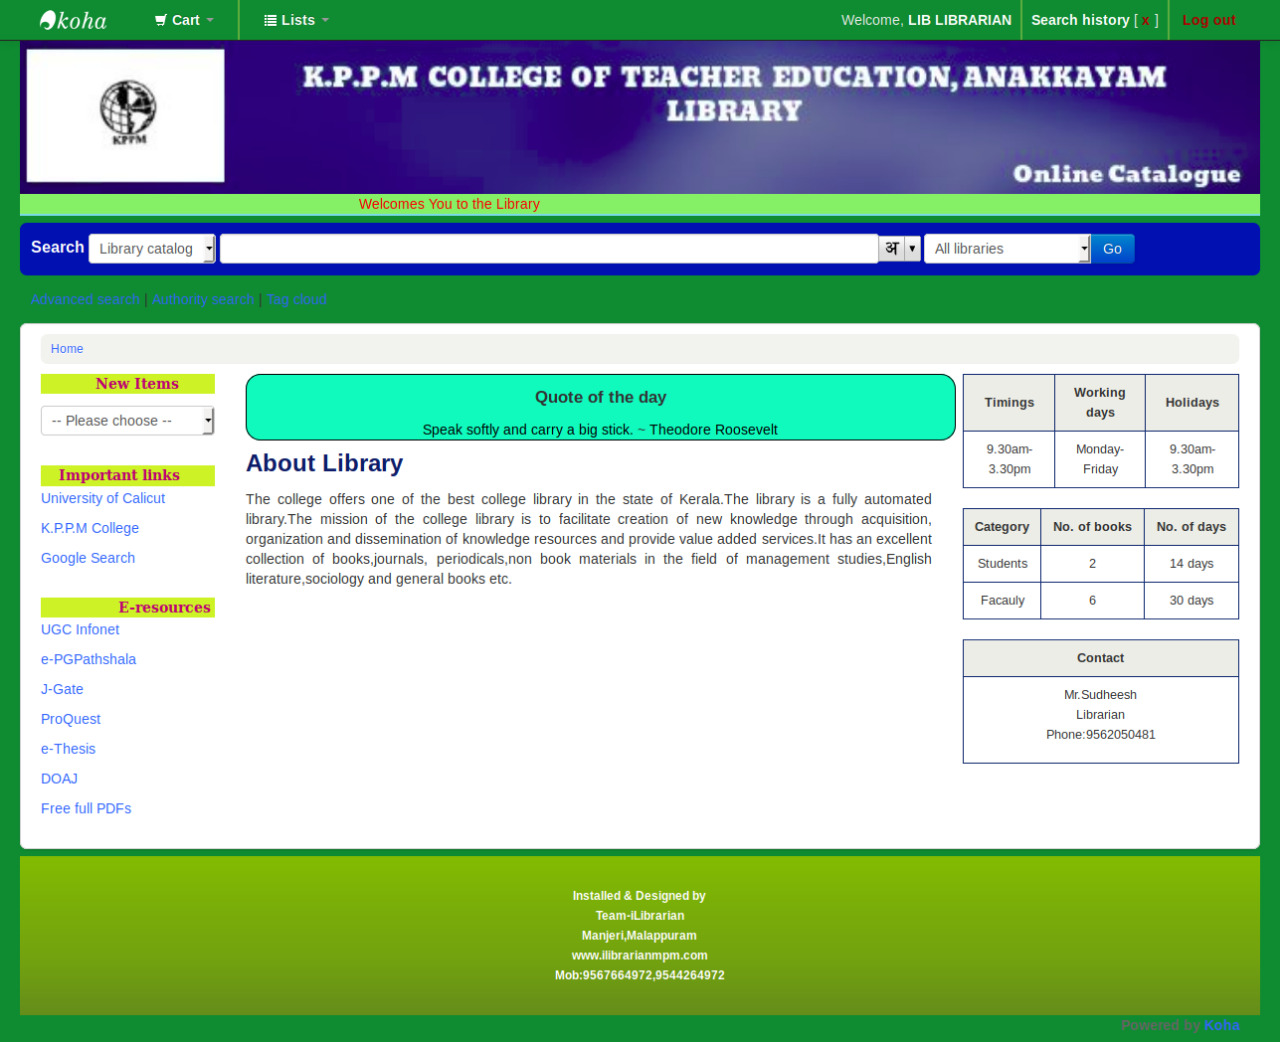 koha Cart Lists Welcome, LIB LIBRARIAN Search history [ x ] Log out
K.P.P.M COLLEGE OF TEACHER EDUCATION, ANAKKAYAM
LIBRARY
KPPM
Online Catalogue
Welcomes You to the Library
Search Library catalog अ All libraries Go
Advanced search | Authority search | Tag cloud
Home
New Items
-- Please choose --
Important links
University of Calicut
K.P.P.M College
Google Search
E-resources
UGC Infonet
e-PGPathshala
J-Gate
ProQuest
e-Thesis
DOAJ
Free full PDFs
Quote of the day
Speak softly and carry a big stick. ~ Theodore Roosevelt
About Library
The college offers one of the best college library in the state of Kerala.The library is a fully automated
library.The mission of the college library is to facilitate creation of new knowledge through acquisition,
organization and dissemination of knowledge resources and provide value added services.It has an excellent
collection of books,journals, periodicals,non book materials in the field of management studies,English
literature,sociology and general books etc.
Timings Working days Holidays
9.30am-3.30pm Monday-Friday 9.30am-3.30pm
Category No. of books No. of days
Students 2 14 days
Facauly 6 30 days
Contact
Mr.Sudheesh
Librarian
Phone:9562050481
Installed & Designed by
Team-iLibrarian
Manjeri,Malappuram
www.ilibrarianmpm.com
Mob:9567664972,9544264972
Powered by Koha